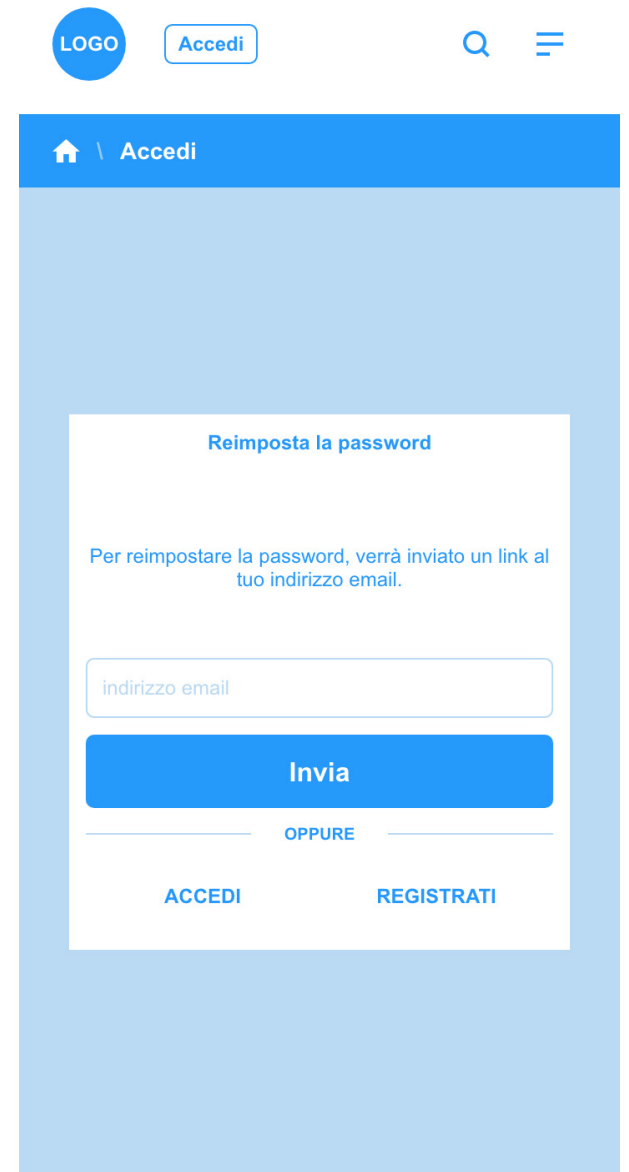 LOGO
Accedi
\ Accedi
Reimposta la password
Per reimpostare la password, verrà inviato un link al
tuo indirizzo email.
indirizzo email
Invia
OPPURE
ACCEDI REGISTRATI